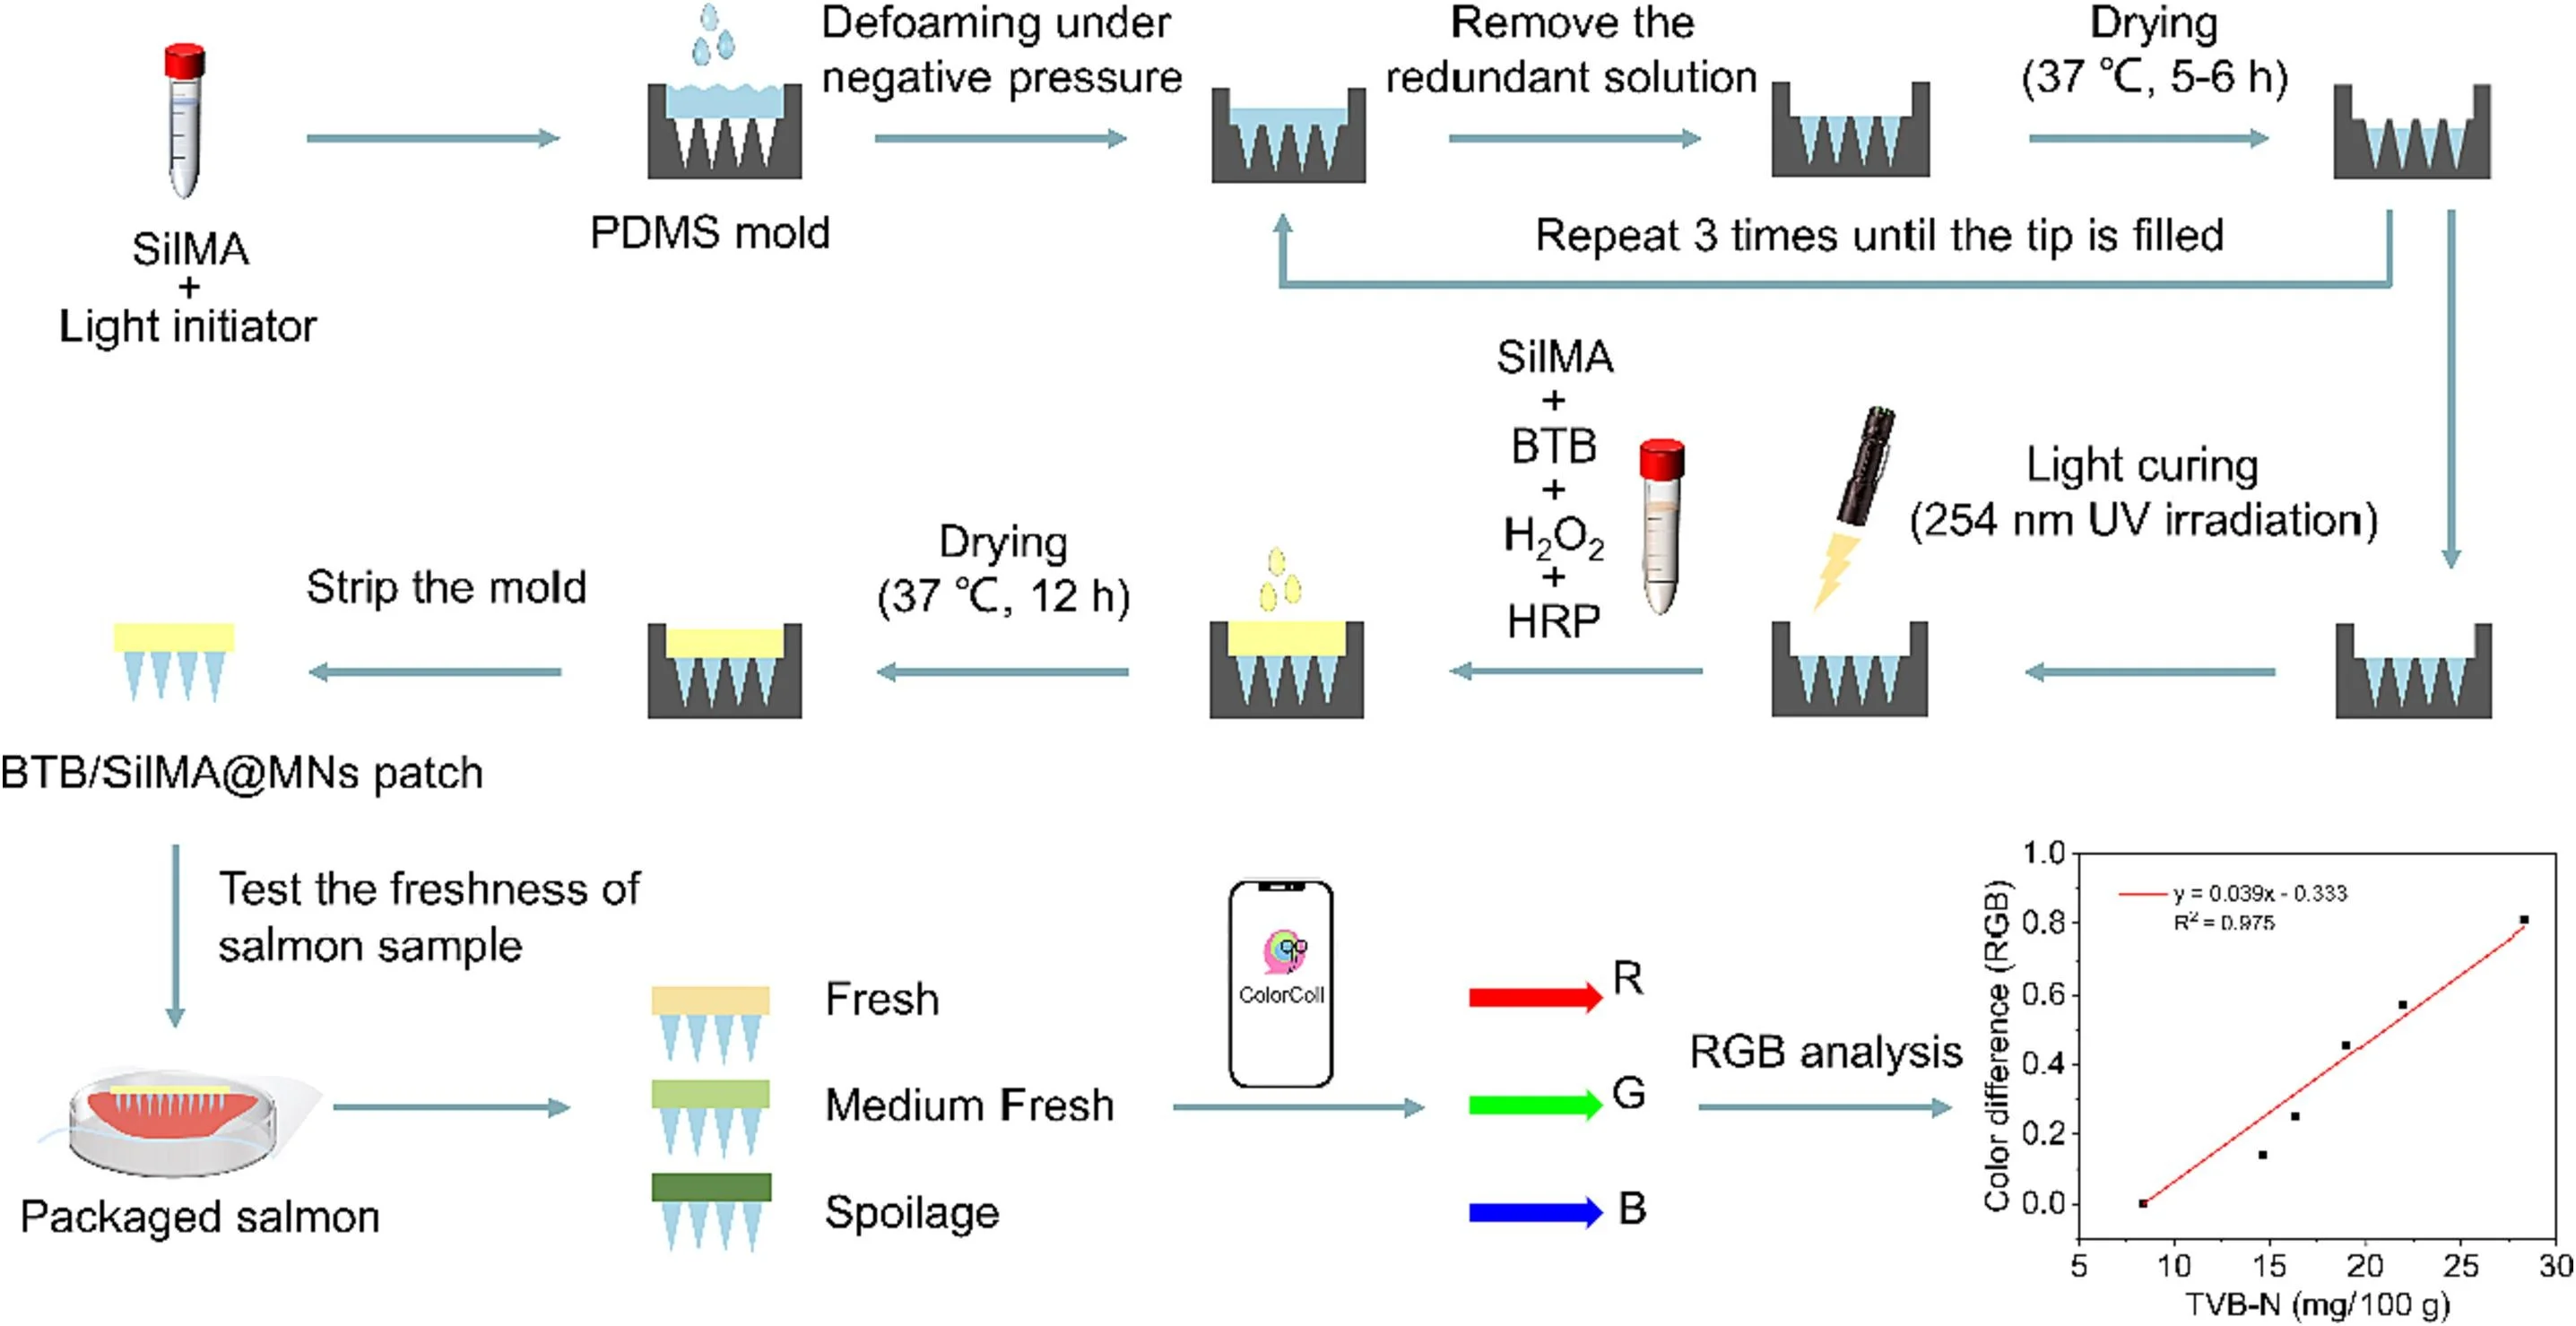 SilMA
+
Light initiator
PDMS mold
Defoaming under
negative pressure
Remove the
redundant solution
Drying
(37 ℃, 5-6 h)
Repeat 3 times until the tip is filled
Light curing
(254 nm UV irradiation)
SilMA
+
BTB
+
H₂O₂
+
HRP
Drying
(37 ℃, 12 h)
Strip the mold
BTB/SilMA@MNs patch
Test the freshness of
salmon sample
Packaged salmon
Fresh
Medium Fresh
Spoilage
ColorColl
R
G
B
RGB analysis
Color difference (RGB)
1.0
0.8
0.6
0.4
0.2
0.0
y = 0.039x - 0.333
R² = 0.975
5 10 15 20 25 30
TVB-N (mg/100 g)